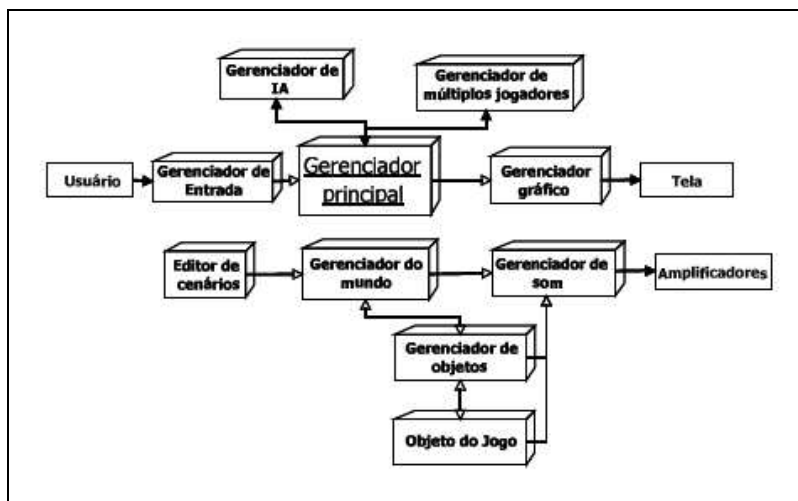 Gerenciador de
IA
Gerenciador de
múltiplos jogadores
Usuário
Gerenciador de
Entrada
Gerenciador
principal
Gerenciador
gráfico
Tela
Editor de
cenários
Gerenciador do
mundo
Gerenciador de
som
Amplificadores
Gerenciador de
objetos
Objeto do Jogo